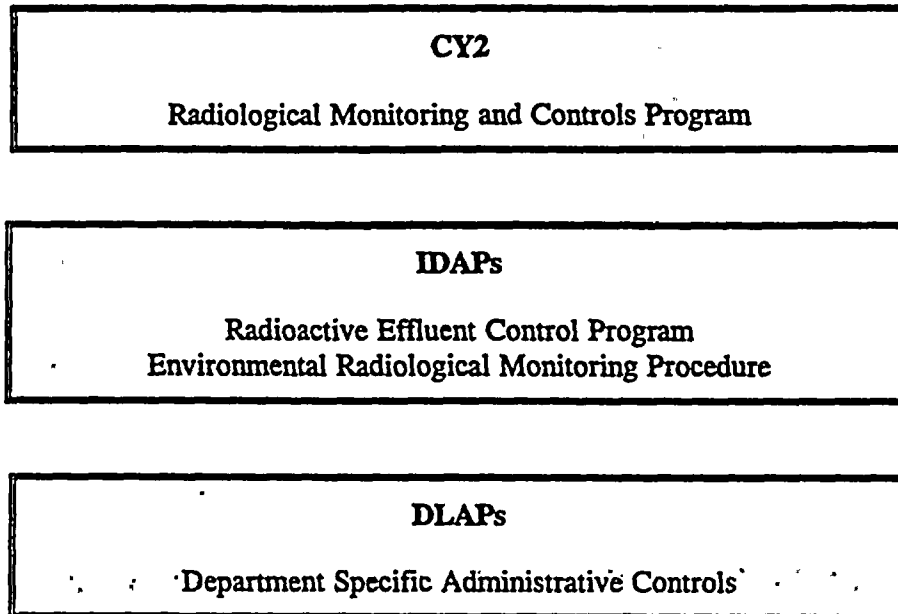 CY2
Radiological Monitoring and Controls Program
IDAPs
Radioactive Effluent Control Program
Environmental Radiological Monitoring Procedure
DLAPs
Department Specific Administrative Controls